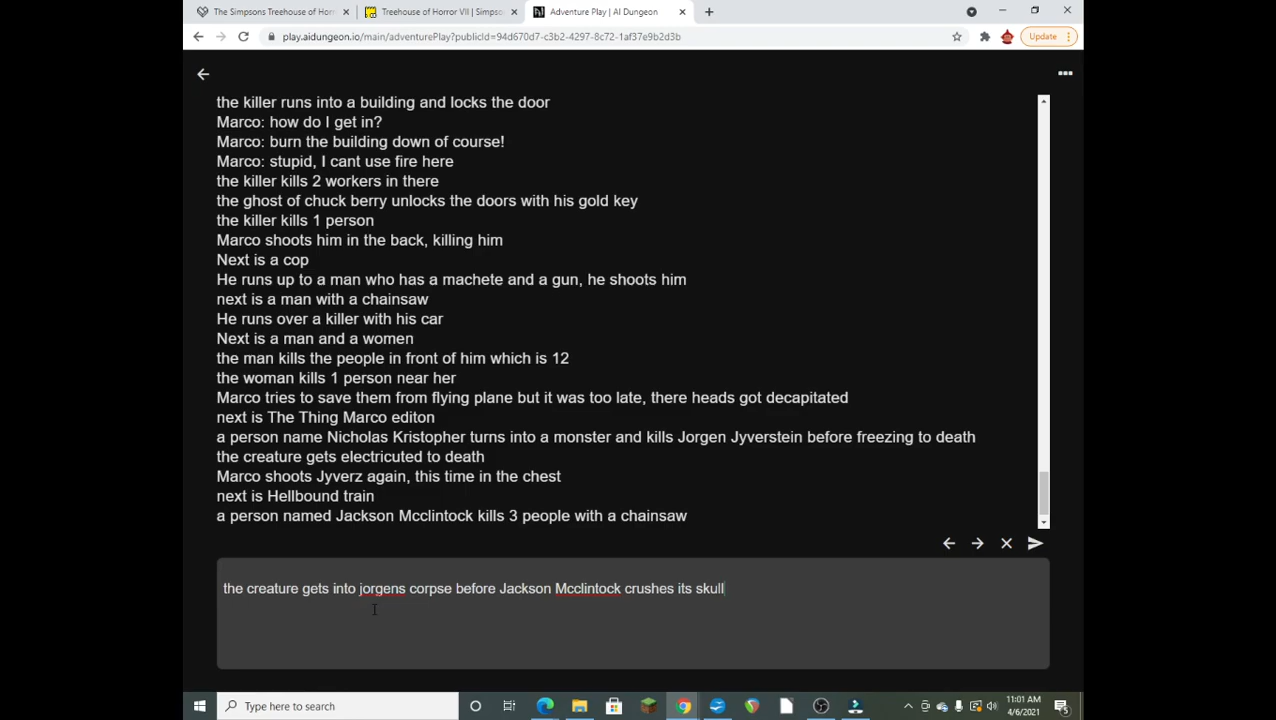 The Simpsons Treehouse of Hor
Treehouse of Horror VII | Simpso
Adventure Play | AI Dungeon
play.aidungeon.io/main/adventurePlay?publicId=94d670d7-c3b2-4297-8c72-1af37e9b2d3b
Update
the killer runs into a building and locks the door
Marco: how do I get in?
Marco: burn the building down of course!
Marco: stupid, I cant use fire here
the killer kills 2 workers in there
the ghost of chuck berry unlocks the doors with his gold key
the killer kills 1 person
Marco shoots him in the back, killing him
Next is a cop
He runs up to a man who has a machete and a gun, he shoots him
next is a man with a chainsaw
He runs over a killer with his car
Next is a man and a women
the man kills the people in front of him which is 12
the woman kills 1 person near her
Marco tries to save them from flying plane but it was too late, there heads got decapitated
next is The Thing Marco editon
a person name Nicholas Kristopher turns into a monster and kills Jorgen Jyverstein before freezing to death
the creature gets electricuted to death
Marco shoots Jyverz again, this time in the chest
next is Hellbound train
a person named Jackson Mcclintock kills 3 people with a chainsaw
the creature gets into jorgens corpse before Jackson Mcclintock crushes its skull
Type here to search
11:01 AM
4/6/2021
5